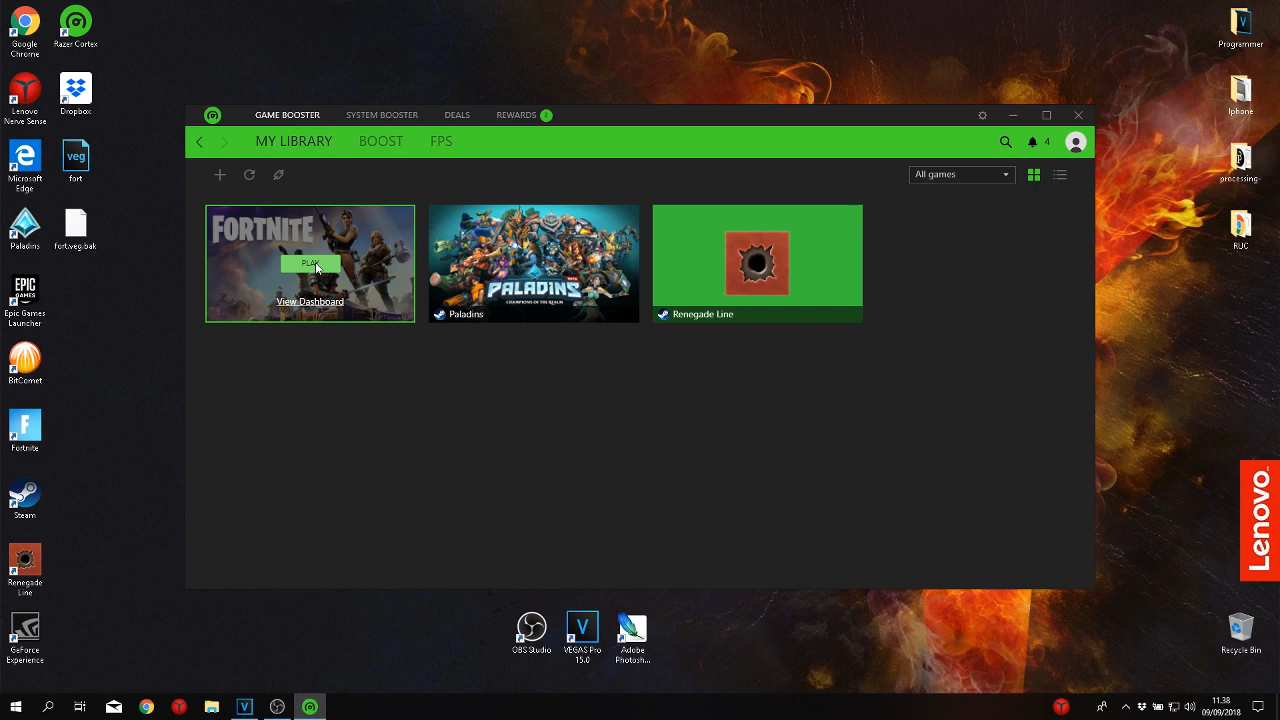 Google
Chrome
Razer Cortex
Lenovo
Nerve Sense
Dropbox
Microsoft
Edge
veg
fort
Paladins
fortveg.bak
EPIC
GAMES
Epic Games
Launcher
BitComet
Fortnite
Steam
Renegade
Line
GeForce
Experience
GAME BOOSTER
SYSTEM BOOSTER
DEALS
REWARDS
MY LIBRARY
BOOST
FPS
4
All games
FORTNITE
PLAY
View Dashboard
PALADINS
CHAMPIONS OF THE REALM
Paladins
Renegade Line
OBS Studio
V
VEGAS Pro
15.0
Adobe
Photosh...
V
Programmer
Iphone
processing-
RUC
Lenovo
Recycle Bin
V
11.38
09/09/2018